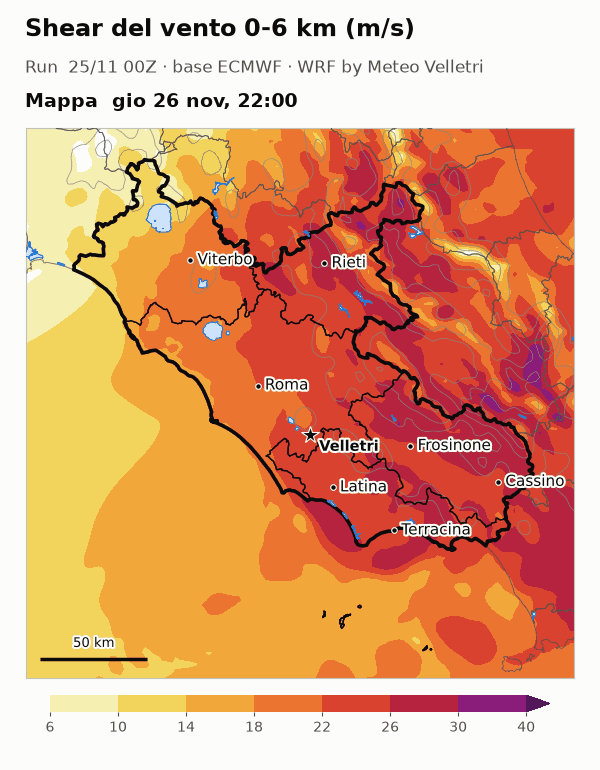 Shear del vento 0-6 km (m/s)
Run  25/11 00Z · base ECMWF · WRF by Meteo Velletri
Mappa  gio 26 nov, 22:00
Viterbo
Rieti
Roma
Velletri
Frosinone
Cassino
Latina
Terracina
50 km
6 10 14 18 22 26 30 40